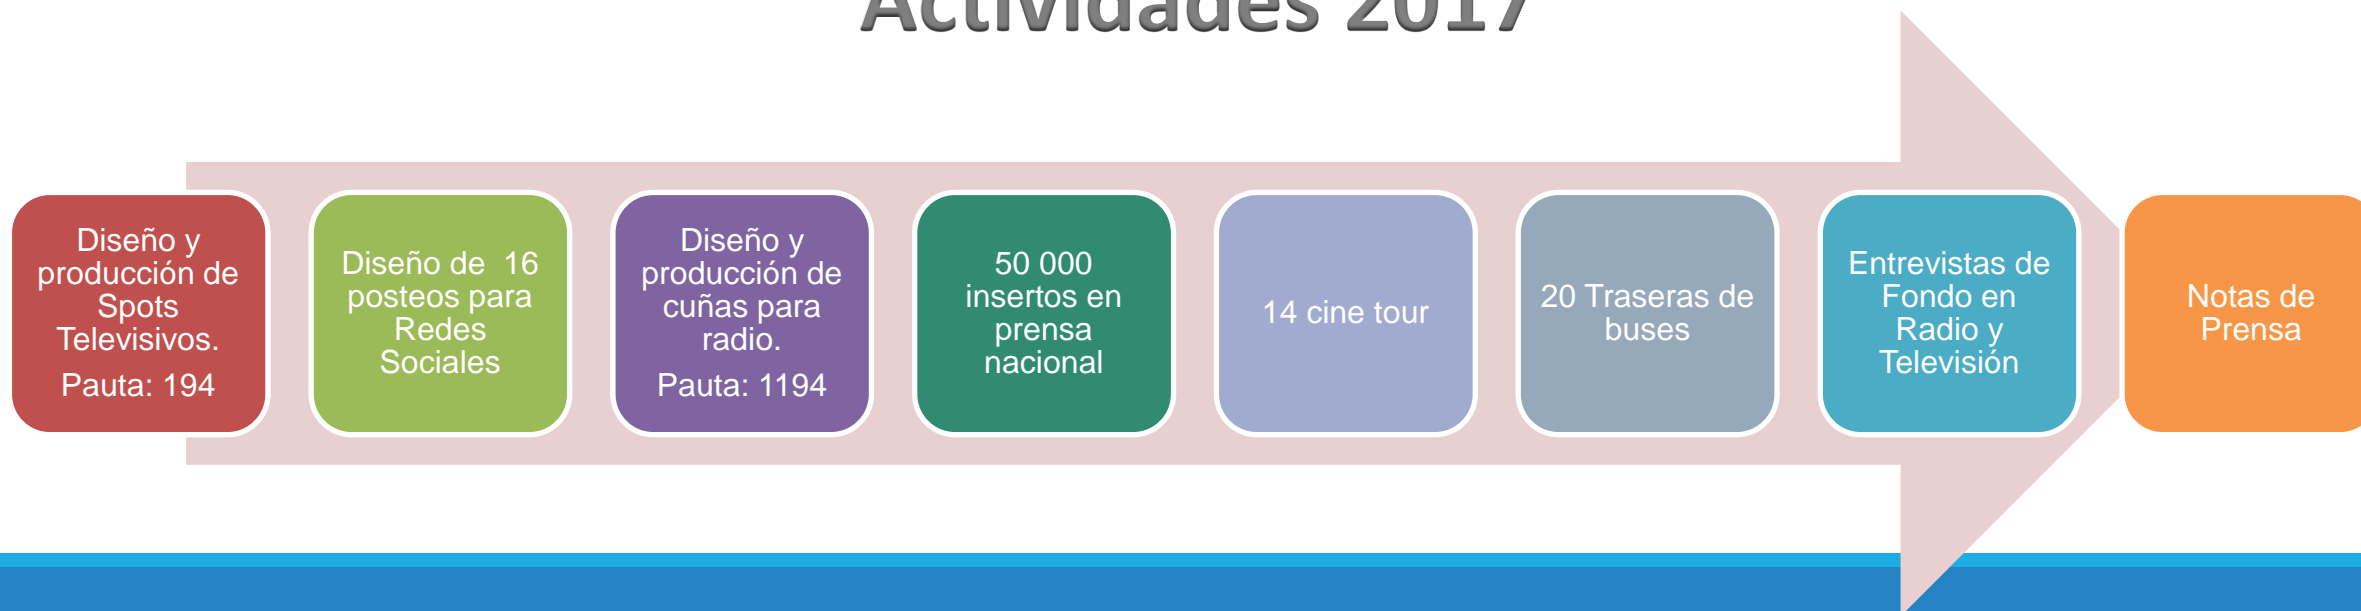 Actividades 2017
Diseño y
producción de
Spots
Televisivos.
Pauta: 194
Diseño de  16
posteos para
Redes
Sociales
Diseño y
producción de
cuñas para
radio.
Pauta: 1194
50 000
insertos en
prensa
nacional
14 cine tour
20 Traseras de
buses
Entrevistas de
Fondo en
Radio y
Televisión
Notas de
Prensa